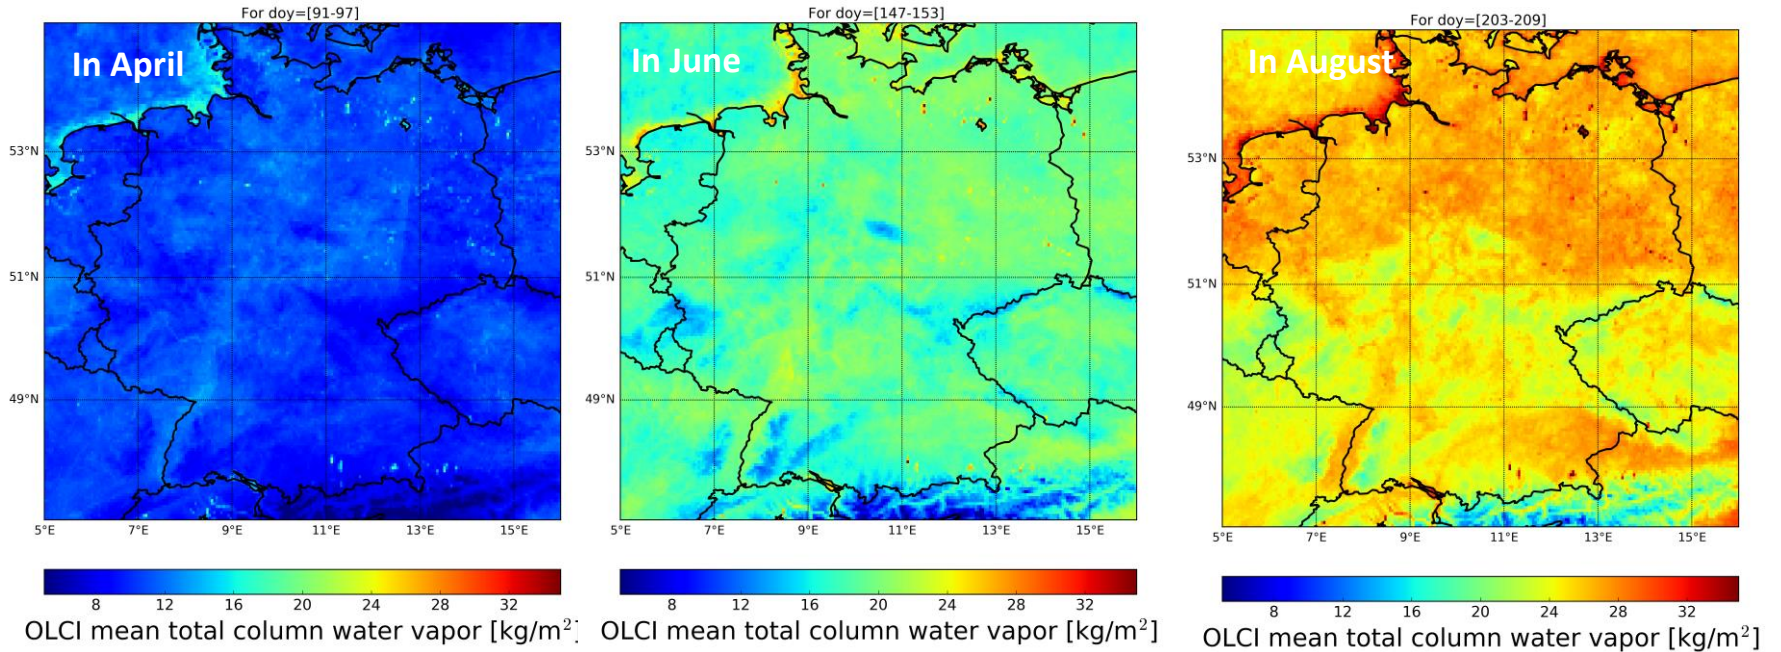 For doy=[91-97]
In April
53°N
51°N
49°N
5°E 7°E 9°E 11°E 13°E 15°E
8 12 16 20 24 28 32
OLCI mean total column water vapor [kg/m²]
For doy=[147-153]
In June
53°N
51°N
49°N
5°E 7°E 9°E 11°E 13°E 15°E
8 12 16 20 24 28 32
OLCI mean total column water vapor [kg/m²]
For doy=[203-209]
In August
53°N
51°N
49°N
5°E 7°E 9°E 11°E 13°E 15°E
8 12 16 20 24 28 32
OLCI mean total column water vapor [kg/m²]